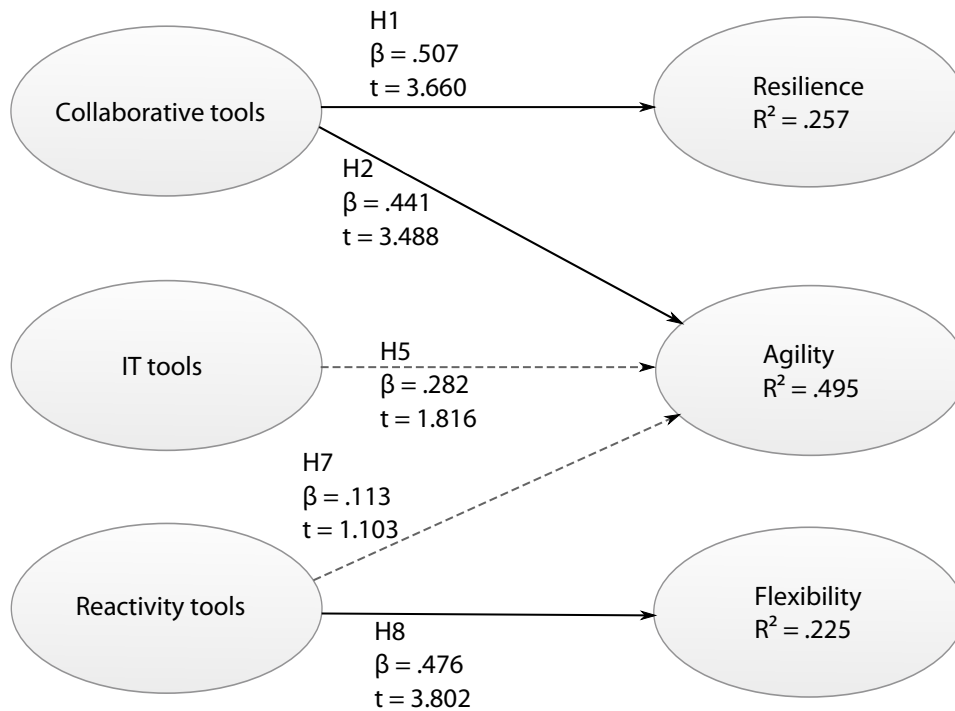 H1
β = .507
t = 3.660
Collaborative tools
Resilience
R² = .257
H2
β = .441
t = 3.488
IT tools
H5
β = .282
t = 1.816
Agility
R² = .495
H7
β = .113
t = 1.103
Reactivity tools
Flexibility
R² = .225
H8
β = .476
t = 3.802